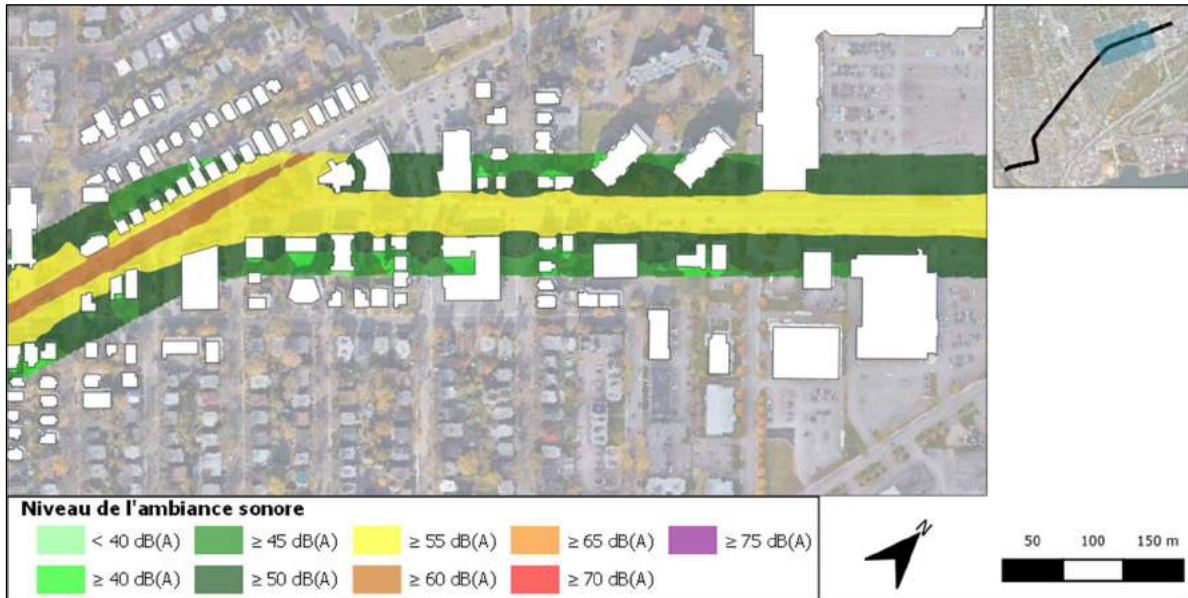 Niveau de l'ambiance sonore
< 40 dB(A) ≥ 45 dB(A) ≥ 55 dB(A) ≥ 65 dB(A) ≥ 75 dB(A)
≥ 40 dB(A) ≥ 50 dB(A) ≥ 60 dB(A) ≥ 70 dB(A)
N
50 100 150 m